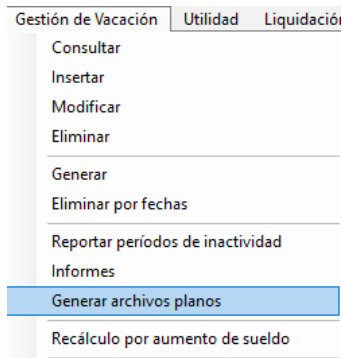 Gestión de Vacación Utilidad Liquidación
Consultar
Insertar
Modificar
Eliminar
Generar
Eliminar por fechas
Reportar períodos de inactividad
Informes
Generar archivos planos
Recálculo por aumento de sueldo